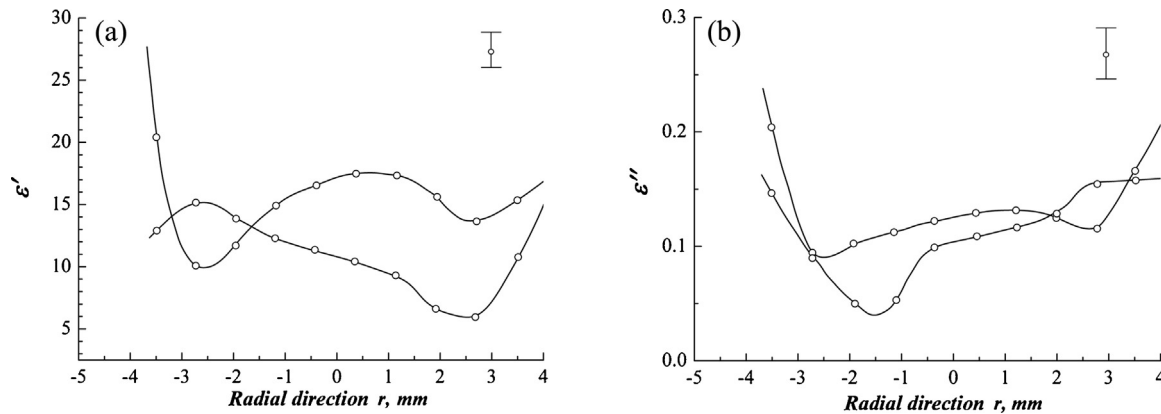 (a)
30
25
20
15
10
5
ε′
-5 -4 -3 -2 -1 0 1 2 3 4
Radial direction r, mm
(b)
0.3
0.2
0.1
0.0
ε″
-5 -4 -3 -2 -1 0 1 2 3 4
Radial direction r, mm